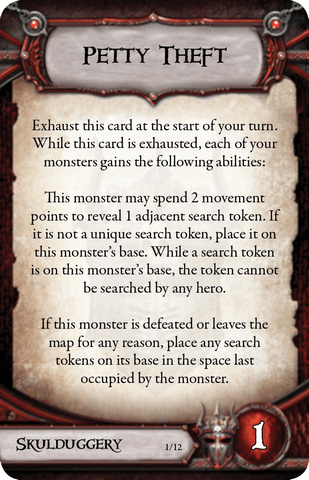 Petty Theft
Exhaust this card at the start of your turn.
While this card is exhausted, each of your
monsters gains the following abilities:
This monster may spend 2 movement
points to reveal 1 adjacent search token. If
it is not a unique search token, place it on
this monster's base. While a search token
is on this monster's base, the token cannot
be searched by any hero.
If this monster is defeated or leaves the
map for any reason, place any search
tokens on its base in the space last
occupied by the monster.
Skulduggery 1/12 1